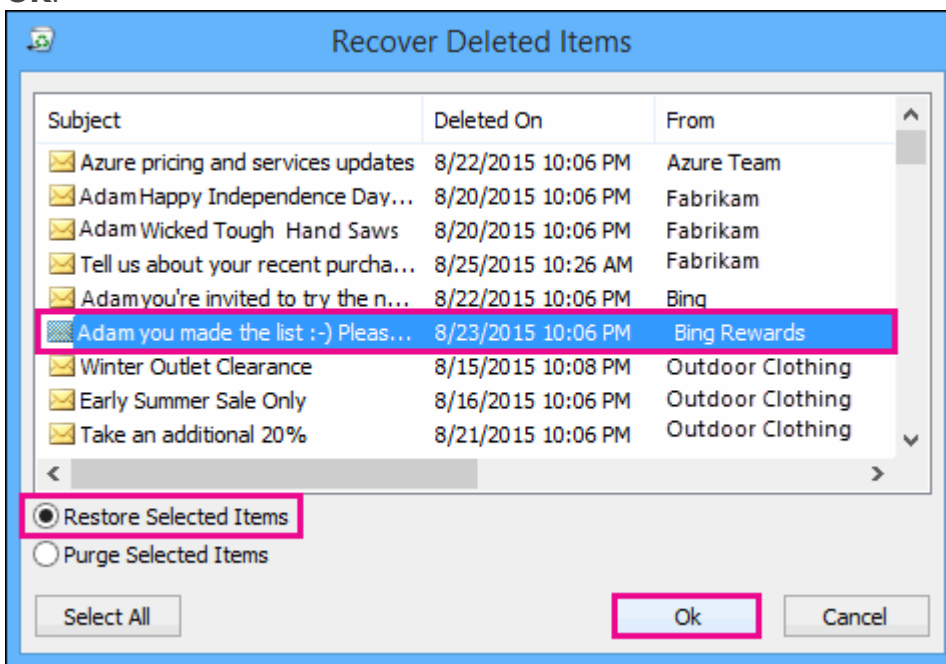 Recover Deleted Items
Subject Deleted On From
Azure pricing and services updates 8/22/2015 10:06 PM Azure Team
Adam Happy Independence Day... 8/20/2015 10:06 PM Fabrikam
Adam Wicked Tough Hand Saws 8/20/2015 10:06 PM Fabrikam
Tell us about your recent purcha... 8/25/2015 10:26 AM Fabrikam
Adam you're invited to try the n... 8/22/2015 10:06 PM Bing
Adam you made the list :-) Pleas... 8/23/2015 10:06 PM Bing Rewards
Winter Outlet Clearance 8/15/2015 10:08 PM Outdoor Clothing
Early Summer Sale Only 8/16/2015 10:06 PM Outdoor Clothing
Take an additional 20% 8/21/2015 10:06 PM Outdoor Clothing
Restore Selected Items
Purge Selected Items
Select All Ok Cancel